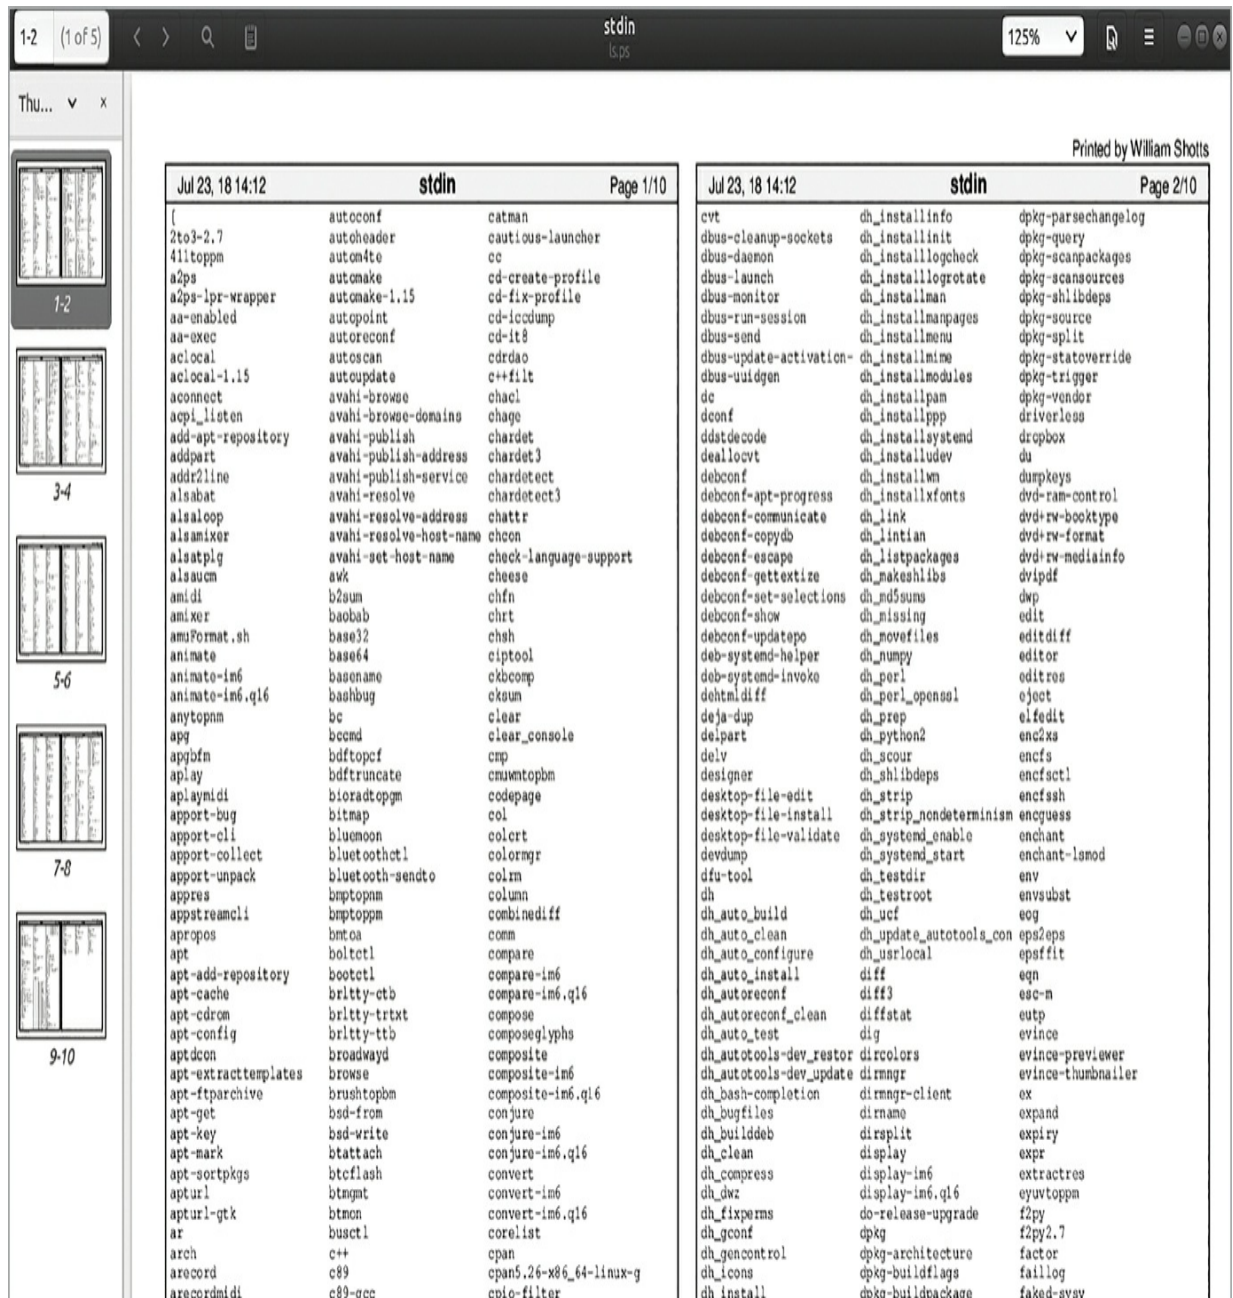 1-2 (1 of 5)
stdin
ls.ps
125%
Thu...
1-2
3-4
5-6
7-8
9-10
Printed by William Shotts
Jul 23, 18 14:12 stdin Page 1/10
[
2to3-2.7
411toppm
a2ps
a2ps-lpr-wrapper
aa-enabled
aa-exec
aclocal
aclocal-1.15
aconnect
acpi_listen
add-apt-repository
addpart
addr2line
alsabat
alsaloop
alsamixer
alsatplg
alsaucm
amidi
amixer
amuFormat.sh
animate
animate-im6
animate-im6.q16
anytopnm
apg
apgbfm
aplay
aplaymidi
apport-bug
apport-cli
apport-collect
apport-unpack
appres
appstreamcli
apropos
apt
apt-add-repository
apt-cache
apt-cdrom
apt-config
aptdcon
apt-extracttemplates
apt-ftparchive
apt-get
apt-key
apt-mark
apt-sortpkgs
apturl
apturl-gtk
ar
arch
arecord
arecordmidi
autoconf
autoheader
autom4te
automake
automake-1.15
autopoint
autoreconf
autoscan
autoupdate
avahi-browse
avahi-browse-domains
avahi-publish
avahi-publish-address
avahi-publish-service
avahi-resolve
avahi-resolve-address
avahi-resolve-host-name
avahi-set-host-name
awk
b2sum
baobab
base32
base64
basename
bashbug
bc
bccmd
bdftopcf
bdftruncate
bioradtopgm
bitmap
bluemoon
bluetoothctl
bluetooth-sendto
bmptopnm
bmptoppm
bmtoa
boltctl
bootctl
brltty-ctb
brltty-trtxt
brltty-ttb
broadwayd
browse
brushtopbm
bsd-from
bsd-write
btattach
btcflash
btmgmt
btmon
busctl
c++
c89
c89-gcc
catman
cautious-launcher
cc
cd-create-profile
cd-fix-profile
cd-iccdump
cd-it8
cdrdao
c++filt
chacl
chage
chardet
chardet3
chardetect
chardetect3
chattr
chcon
check-language-support
cheese
chfn
chrt
chsh
ciptool
ckbcomp
cksum
clear
clear_console
cmp
cmuwmtopbm
codepage
col
colcrt
colormgr
colrm
column
combinediff
comm
compare
compare-im6
compare-im6.q16
compose
composeglyphs
composite
composite-im6
composite-im6.q16
conjure
conjure-im6
conjure-im6.q16
convert
convert-im6
convert-im6.q16
corelist
cpan
cpan5.26-x86_64-linux-g
cpio-filter
Jul 23, 18 14:12 stdin Page 2/10
cvt
dbus-cleanup-sockets
dbus-daemon
dbus-launch
dbus-monitor
dbus-run-session
dbus-send
dbus-update-activation-
dbus-uuidgen
dc
dconf
ddstdecode
deallocvt
debconf
debconf-apt-progress
debconf-communicate
debconf-copydb
debconf-escape
debconf-gettextize
debconf-set-selections
debconf-show
debconf-updatepo
deb-systemd-helper
deb-systemd-invoke
dehtmldiff
deja-dup
delpart
delv
designer
desktop-file-edit
desktop-file-install
desktop-file-validate
devdump
dfu-tool
dh
dh_auto_build
dh_auto_clean
dh_auto_configure
dh_auto_install
dh_autoreconf
dh_autoreconf_clean
dh_auto_test
dh_autotools-dev_restor
dh_autotools-dev_update
dh_bash-completion
dh_bugfiles
dh_builddeb
dh_clean
dh_compress
dh_dwz
dh_fixperms
dh_gconf
dh_gencontrol
dh_icons
dh_install
dh_installinfo
dh_installinit
dh_installlogcheck
dh_installlogrotate
dh_installman
dh_installmanpages
dh_installmenu
dh_installmime
dh_installmodules
dh_installpam
dh_installppp
dh_installsystemd
dh_installudev
dh_installwm
dh_installxfonts
dh_link
dh_lintian
dh_listpackages
dh_makeshlibs
dh_md5sums
dh_missing
dh_movefiles
dh_numpy
dh_perl
dh_perl_openssl
dh_prep
dh_python2
dh_scour
dh_shlibdeps
dh_strip
dh_strip_nondeterminism
dh_systemd_enable
dh_systemd_start
dh_testdir
dh_testroot
dh_ucf
dh_update_autotools_con
dh_usrlocal
diff
diff3
diffstat
dig
dircolors
dirmngr
dirmngr-client
dirname
dirsplit
display
display-im6
display-im6.q16
do-release-upgrade
dpkg
dpkg-architecture
dpkg-buildflags
dpkg-buildpackage
dpkg-parsechangelog
dpkg-query
dpkg-scanpackages
dpkg-scansources
dpkg-shlibdeps
dpkg-source
dpkg-split
dpkg-statoverride
dpkg-trigger
dpkg-vendor
driverless
dropbox
du
dumpkeys
dvd-ram-control
dvd+rw-booktype
dvd+rw-format
dvd+rw-mediainfo
dvipdf
dwp
edit
editdiff
editor
editres
eject
elfedit
enc2xs
encfs
encfsctl
encfssh
encguess
enchant
enchant-lsmod
env
envsubst
eog
eps2eps
epsffit
eqn
esc-m
eutp
evince
evince-previewer
evince-thumbnailer
ex
expand
expiry
expr
extractres
eyuvtoppm
f2py
f2py2.7
factor
faillog
faked-sysv